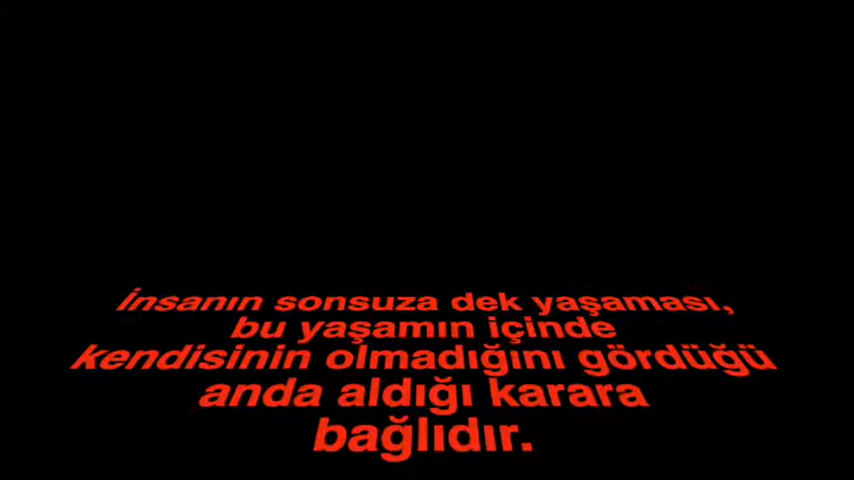 İnsanın sonsuza dek yaşaması,
bu yaşamın içinde
kendisinin olmadığını gördüğü
anda aldığı karara
bağlıdır.